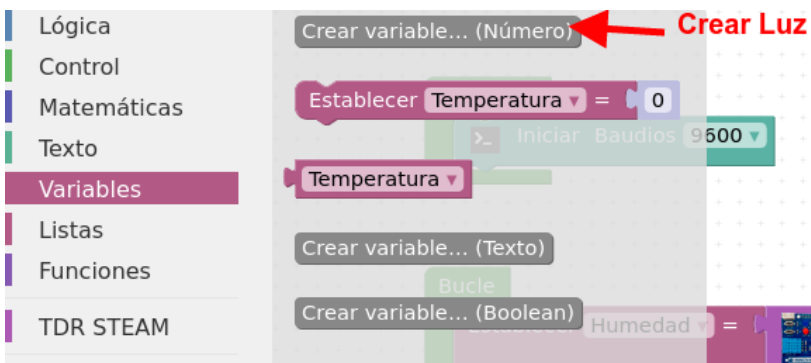 Lógica
Control
Matemáticas
Texto
Variables
Listas
Funciones
TDR STEAM
Crear variable... (Número)
Crear Luz
Establecer Temperatura = 0
>_ Iniciar Baudios 9600
Temperatura
Crear variable... (Texto)
Bucle
Crear variable... (Boolean)
Establecer Humedad =